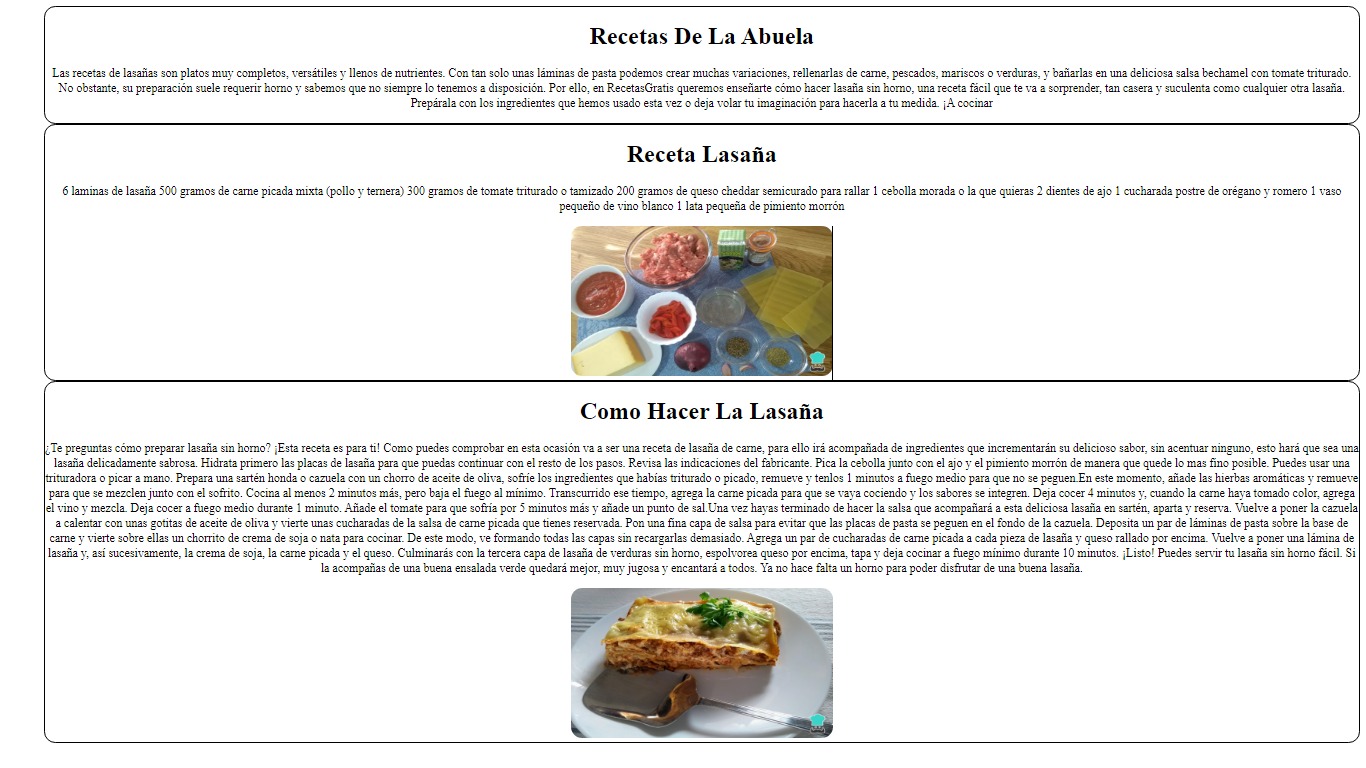 Recetas De La Abuela
Las recetas de lasañas son platos muy completos, versátiles y llenos de nutrientes. Con tan solo unas láminas de pasta podemos crear muchas variaciones, rellenarlas de carne, pescados, mariscos o verduras, y bañarlas en una deliciosa salsa bechamel con tomate triturado.
No obstante, su preparación suele requerir horno y sabemos que no siempre lo tenemos a disposición. Por ello, en RecetasGratis queremos enseñarte cómo hacer lasaña sin horno, una receta fácil que te va a sorprender, tan casera y suculenta como cualquier otra lasaña.
Prepárala con los ingredientes que hemos usado esta vez o deja volar tu imaginación para hacerla a tu medida. ¡A cocinar
Receta Lasaña
6 laminas de lasaña 500 gramos de carne picada mixta (pollo y ternera) 300 gramos de tomate triturado o tamizado 200 gramos de queso cheddar semicurado para rallar 1 cebolla morada o la que quieras 2 dientes de ajo 1 cucharada postre de orégano y romero 1 vaso
pequeño de vino blanco 1 lata pequeña de pimiento morrón
Como Hacer La Lasaña
¿Te preguntas cómo preparar lasaña sin horno? ¡Esta receta es para ti! Como puedes comprobar en esta ocasión va a ser una receta de lasaña de carne, para ello irá acompañada de ingredientes que incrementarán su delicioso sabor, sin acentuar ninguno, esto hará que sea una
lasaña delicadamente sabrosa. Hidrata primero las placas de lasaña para que puedas continuar con el resto de los pasos. Revisa las indicaciones del fabricante. Pica la cebolla junto con el ajo y el pimiento morrón de manera que quede lo mas fino posible. Puedes usar una
trituradora o picar a mano. Prepara una sartén honda o cazuela con un chorro de aceite de oliva, sofríe los ingredientes que habías triturado o picado, remueve y tenlos 1 minutos a fuego medio para que no se peguen.En este momento, añade las hierbas aromáticas y remueve
para que se mezclen junto con el sofrito. Cocina al menos 2 minutos más, pero baja el fuego al mínimo. Transcurrido ese tiempo, agrega la carne picada para que se vaya cociendo y los sabores se integren. Deja cocer 4 minutos y, cuando la carne haya tomado color, agrega
el vino y mezcla. Deja cocer a fuego medio durante 1 minuto. Añade el tomate para que sofría por 5 minutos más y añade un punto de sal.Una vez hayas terminado de hacer la salsa que acompañará a esta deliciosa lasaña en sartén, aparta y reserva. Vuelve a poner la cazuela
a calentar con unas gotitas de aceite de oliva y vierte unas cucharadas de la salsa de carne picada que tienes reservada. Pon una fina capa de salsa para evitar que las placas de pasta se peguen en el fondo de la cazuela. Deposita un par de láminas de pasta sobre la base de
carne y vierte sobre ellas un chorrito de crema de soja o nata para cocinar. De este modo, ve formando todas las capas sin recargarlas demasiado. Agrega un par de cucharadas de carne picada a cada pieza de lasaña y queso rallado por encima. Vuelve a poner una lámina de
lasaña y, así sucesivamente, la crema de soja, la carne picada y el queso. Culminarás con la tercera capa de lasaña de verduras sin horno, espolvorea queso por encima, tapa y deja cocinar a fuego mínimo durante 10 minutos. ¡Listo! Puedes servir tu lasaña sin horno fácil. Si
la acompañas de una buena ensalada verde quedará mejor, muy jugosa y encantará a todos. Ya no hace falta un horno para poder disfrutar de una buena lasaña.